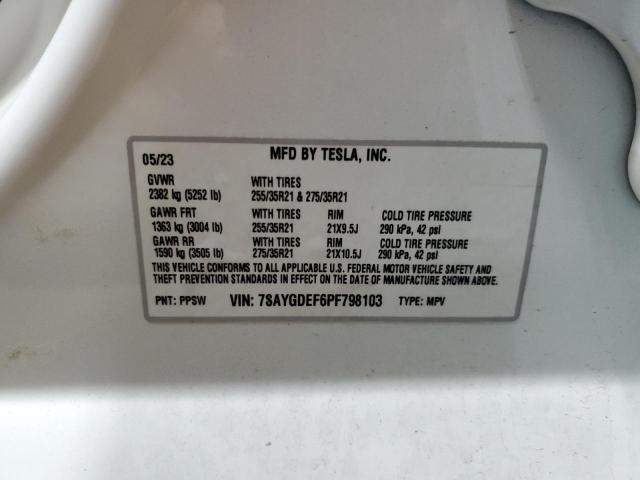 05/23 MFD BY TESLA, INC.
GVWR WITH TIRES
2382 kg (5252 lb) 255/35R21 & 275/35R21
GAWR FRT WITH TIRES RIM COLD TIRE PRESSURE
1363 kg (3004 lb) 255/35R21 21X9.5J 290 kPa, 42 psi
GAWR RR WITH TIRES RIM COLD TIRE PRESSURE
1590 kg (3505 lb) 275/35R21 21X10.5J 290 kPa, 42 psi
THIS VEHICLE CONFORMS TO ALL APPLICABLE U.S. FEDERAL MOTOR VEHICLE SAFETY AND
THEFT PREVENTION STANDARDS IN EFFECT ON THE DATE OF MANUFACTURE SHOWN ABOVE.
PNT: PPSW VIN: 7SAYGDEF6PF798103 TYPE: MPV